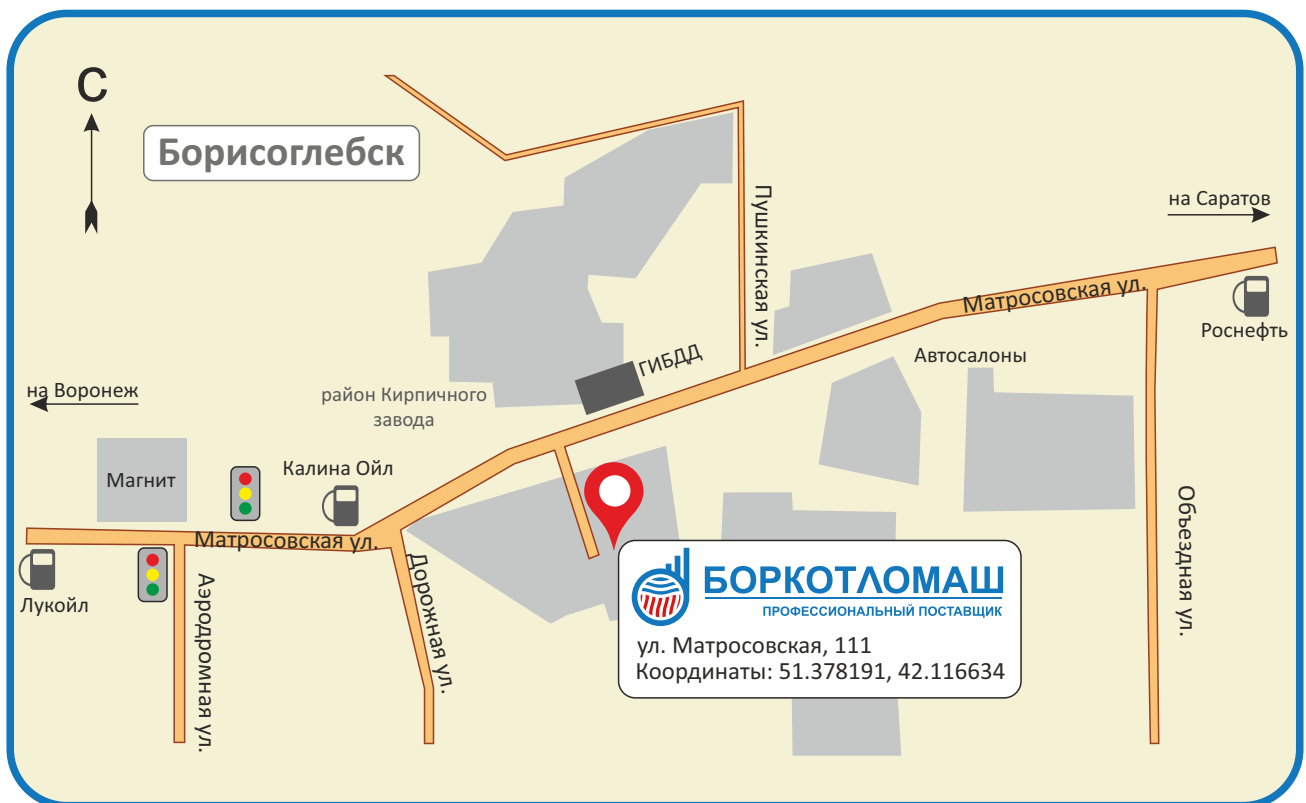 С
Борисоглебск
Пушкинская ул.
на Саратов
Матросовская ул.
Роснефть
ГИБДД
Автосалоны
на Воронеж
район Кирпичного
завода
Калина Ойл
Магнит
Матросовская ул.
Лукойл
Аэродромная ул.
Дорожная ул.
Объездная ул.
БОРКОТЛОМАШ
ПРОФЕССИОНАЛЬНЫЙ ПОСТАВЩИК
ул. Матросовская, 111
Координаты: 51.378191, 42.116634